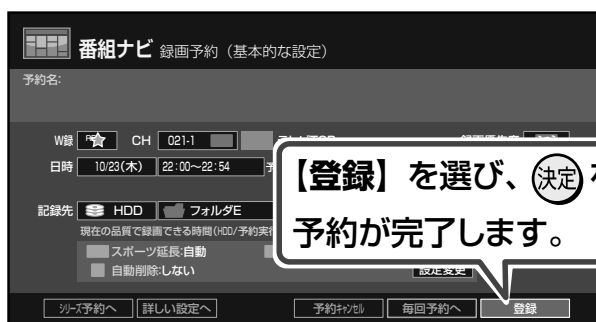 番組ナビ 録画予約（基本的な設定）
予約名:
W録 CH 021-1
日時 10/23(木) 22:00～22:54 予
【登録】を選び、決定
予約が完了します。
記録先 HDD フォルダE
現在の品質で録画できる時間(HDD/予約実行
スポーツ延長:自動
自動削除:しない 設定変更
ｼﾘｰｽﾞ予約へ 詳しい設定へ 予約ｷｬﾝｾﾙ 毎回予約へ 登録